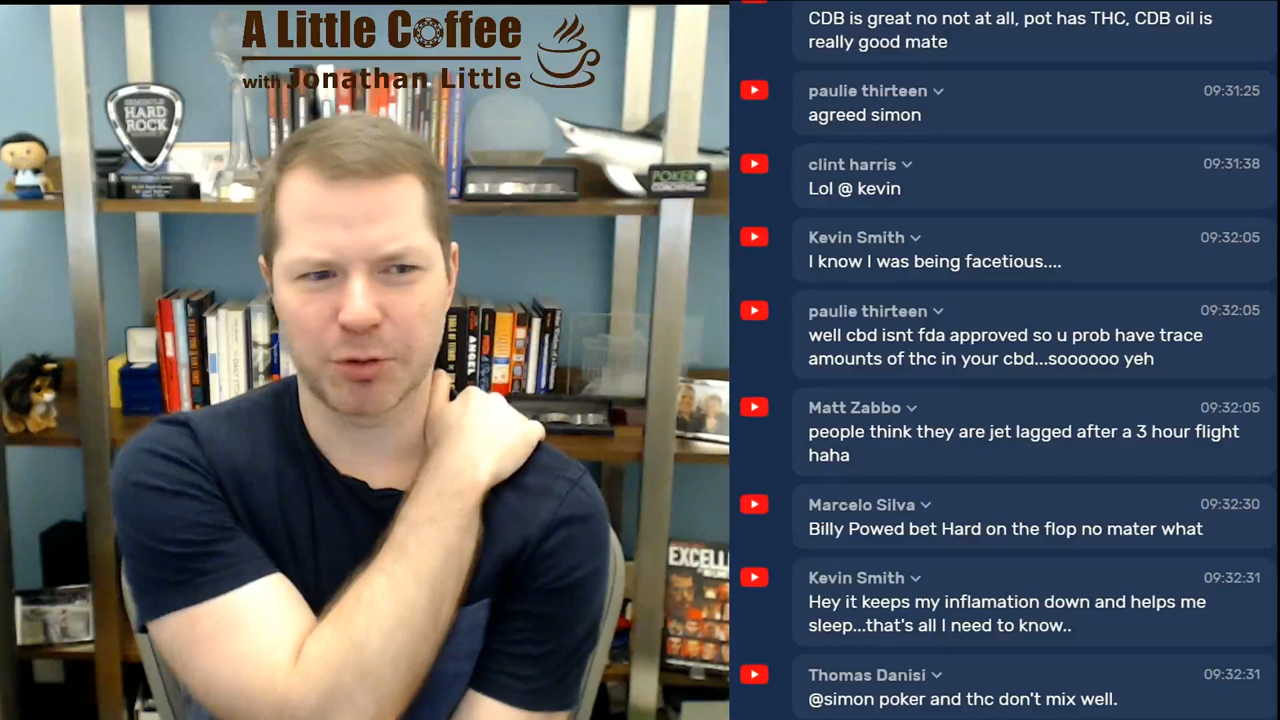 A Little Coffee
with Jonathan Little
HARD
ROCK
POKER
COACHING
ANGEL
EXCELL
CDB is great no not at all, pot has THC, CDB oil is
really good mate
paulie thirteen 09:31:25
agreed simon
clint harris 09:31:38
Lol @ kevin
Kevin Smith 09:32:05
I know I was being facetious....
paulie thirteen 09:32:05
well cbd isnt fda approved so u prob have trace
amounts of thc in your cbd...soooooo yeh
Matt Zabbo 09:32:05
people think they are jet lagged after a 3 hour flight
haha
Marcelo Silva 09:32:30
Billy Powed bet Hard on the flop no mater what
Kevin Smith 09:32:31
Hey it keeps my inflamation down and helps me
sleep...that's all I need to know..
Thomas Danisi 09:32:31
@simon poker and thc don't mix well.